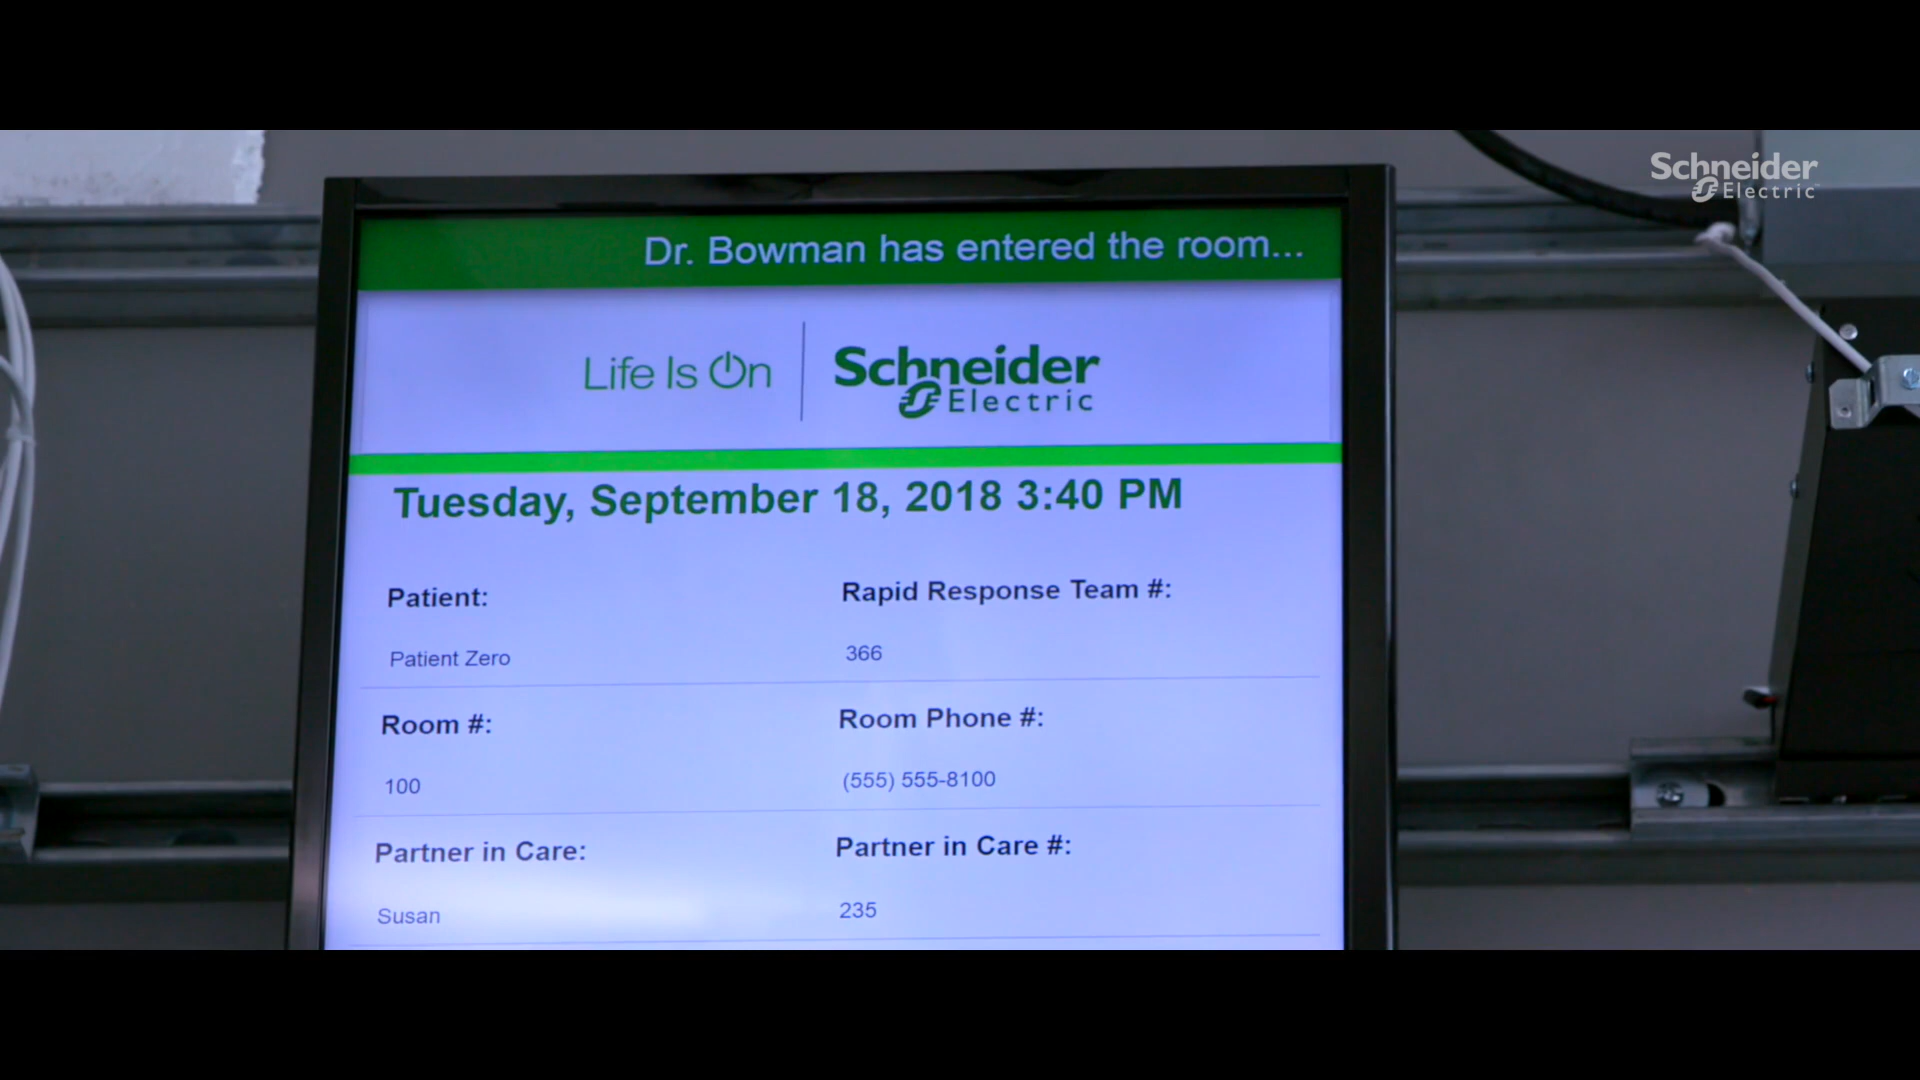 Schneider
Electric
Dr. Bowman has entered the room...
Life Is On
Schneider
Electric
Tuesday, September 18, 2018 3:40 PM
Patient:
Rapid Response Team #:
Patient Zero
366
Room #:
Room Phone #:
100
(555) 555-8100
Partner in Care:
Partner in Care #:
Susan
235